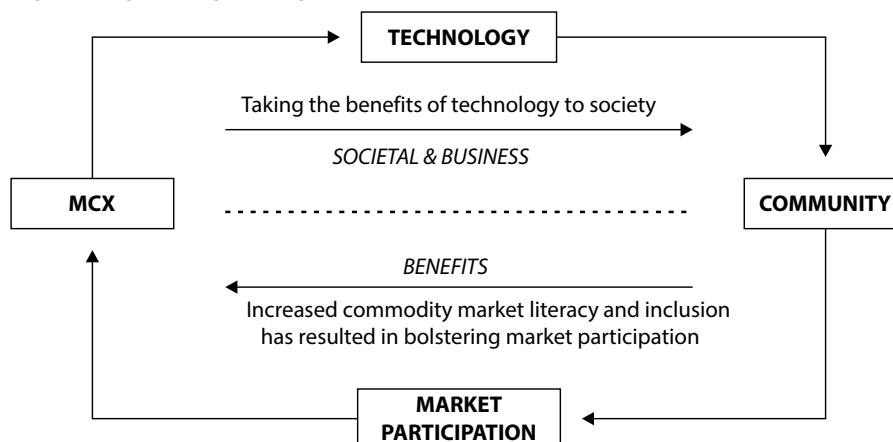 TECHNOLOGY
Taking the benefits of technology to society
SOCIETAL & BUSINESS
MCX
COMMUNITY
BENEFITS
Increased commodity market literacy and inclusion
has resulted in bolstering market participation
MARKET
PARTICIPATION